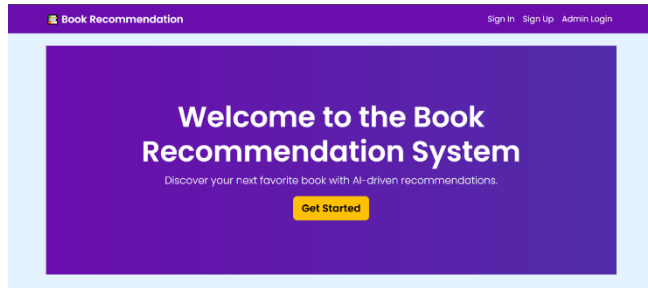 Book Recommendation
Sign In Sign Up Admin Login
Welcome to the Book
Recommendation System
Discover your next favorite book with AI-driven recommendations.
Get Started